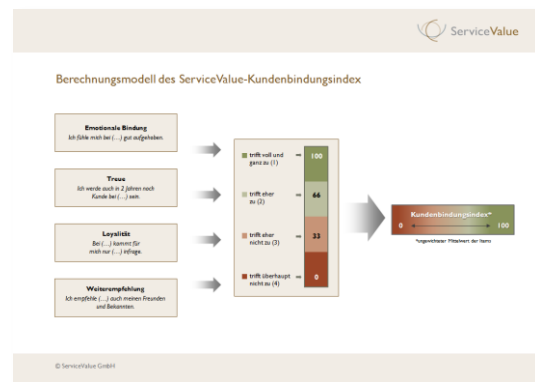 ServiceValue
Berechnungsmodell des ServiceValue-Kundenbindungsindex
Emotionale Bindung
Ich fühle mich bei (...) gut aufgehoben.
Treue
Ich werde auch in 2 Jahren noch
Kunde bei (...) sein.
Loyalität
Bei (...) kommt für
mich nur (...) infrage.
Weiterempfehlung
Ich empfehle (...) auch meinen Freunden
und Bekannten.
trifft voll und
ganz zu (1)
100
trifft eher
zu (2)
66
trifft eher
nicht zu (3)
33
trifft überhaupt
nicht zu (4)
0
Kundenbindungsindex*
0 100
*ungewichteter Mittelwert der Items
© ServiceValue GmbH